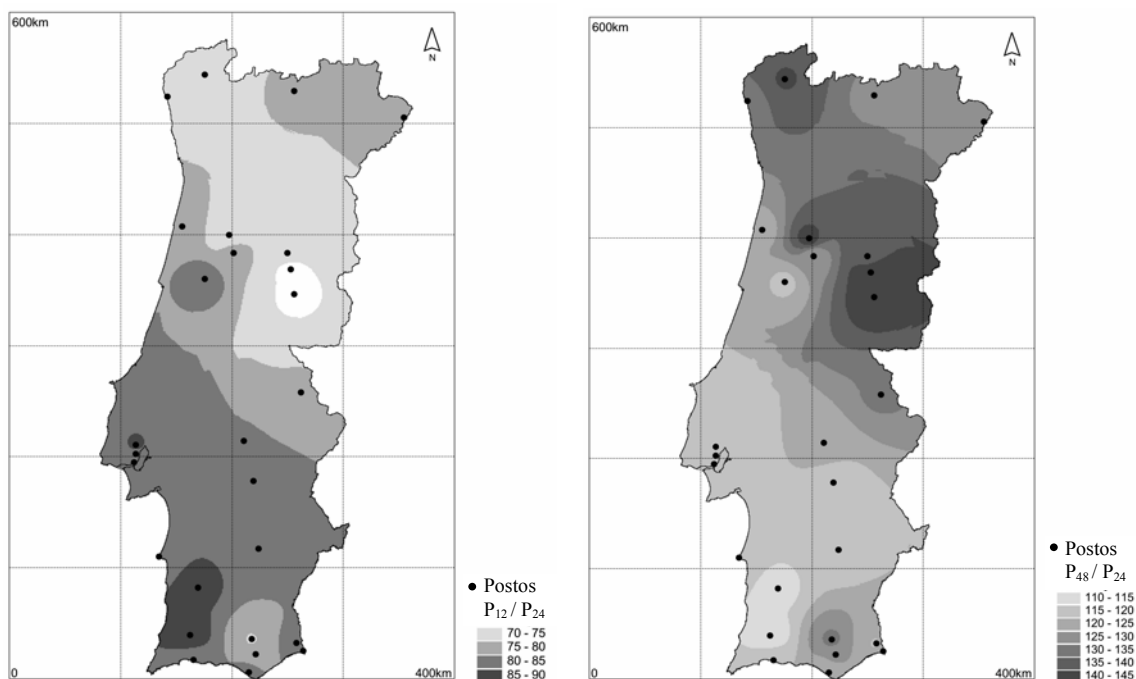 600km
N
Postos
P12 / P24
70 - 75
75 - 80
80 - 85
85 - 90
0
400km
600km
N
Postos
P48 / P24
110 - 115
115 - 120
120 - 125
125 - 130
130 - 135
135 - 140
140 - 145
0
400km